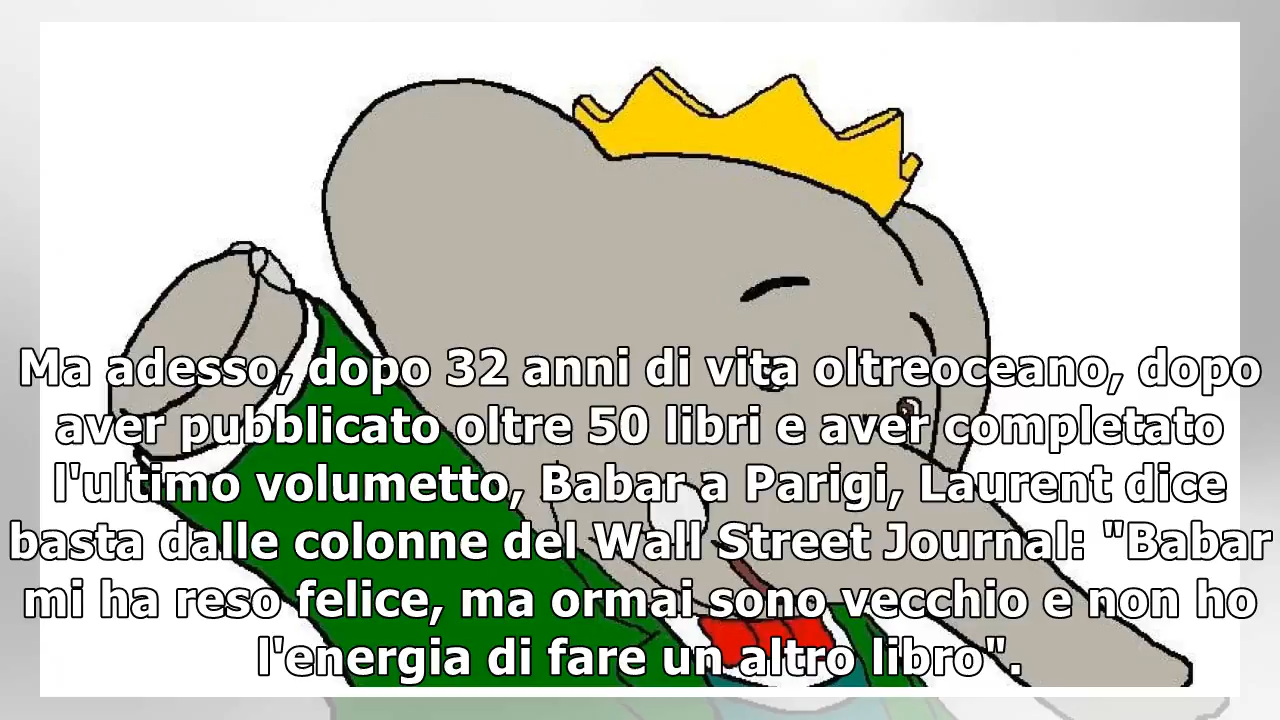 Ma adesso, dopo 32 anni di vita oltreoceano, dopo
aver pubblicato oltre 50 libri e aver completato
l'ultimo volumetto, Babar a Parigi, Laurent dice
basta dalle colonne del Wall Street Journal: "Babar
mi ha reso felice, ma ormai sono vecchio e non ho
l'energia di fare un altro libro".